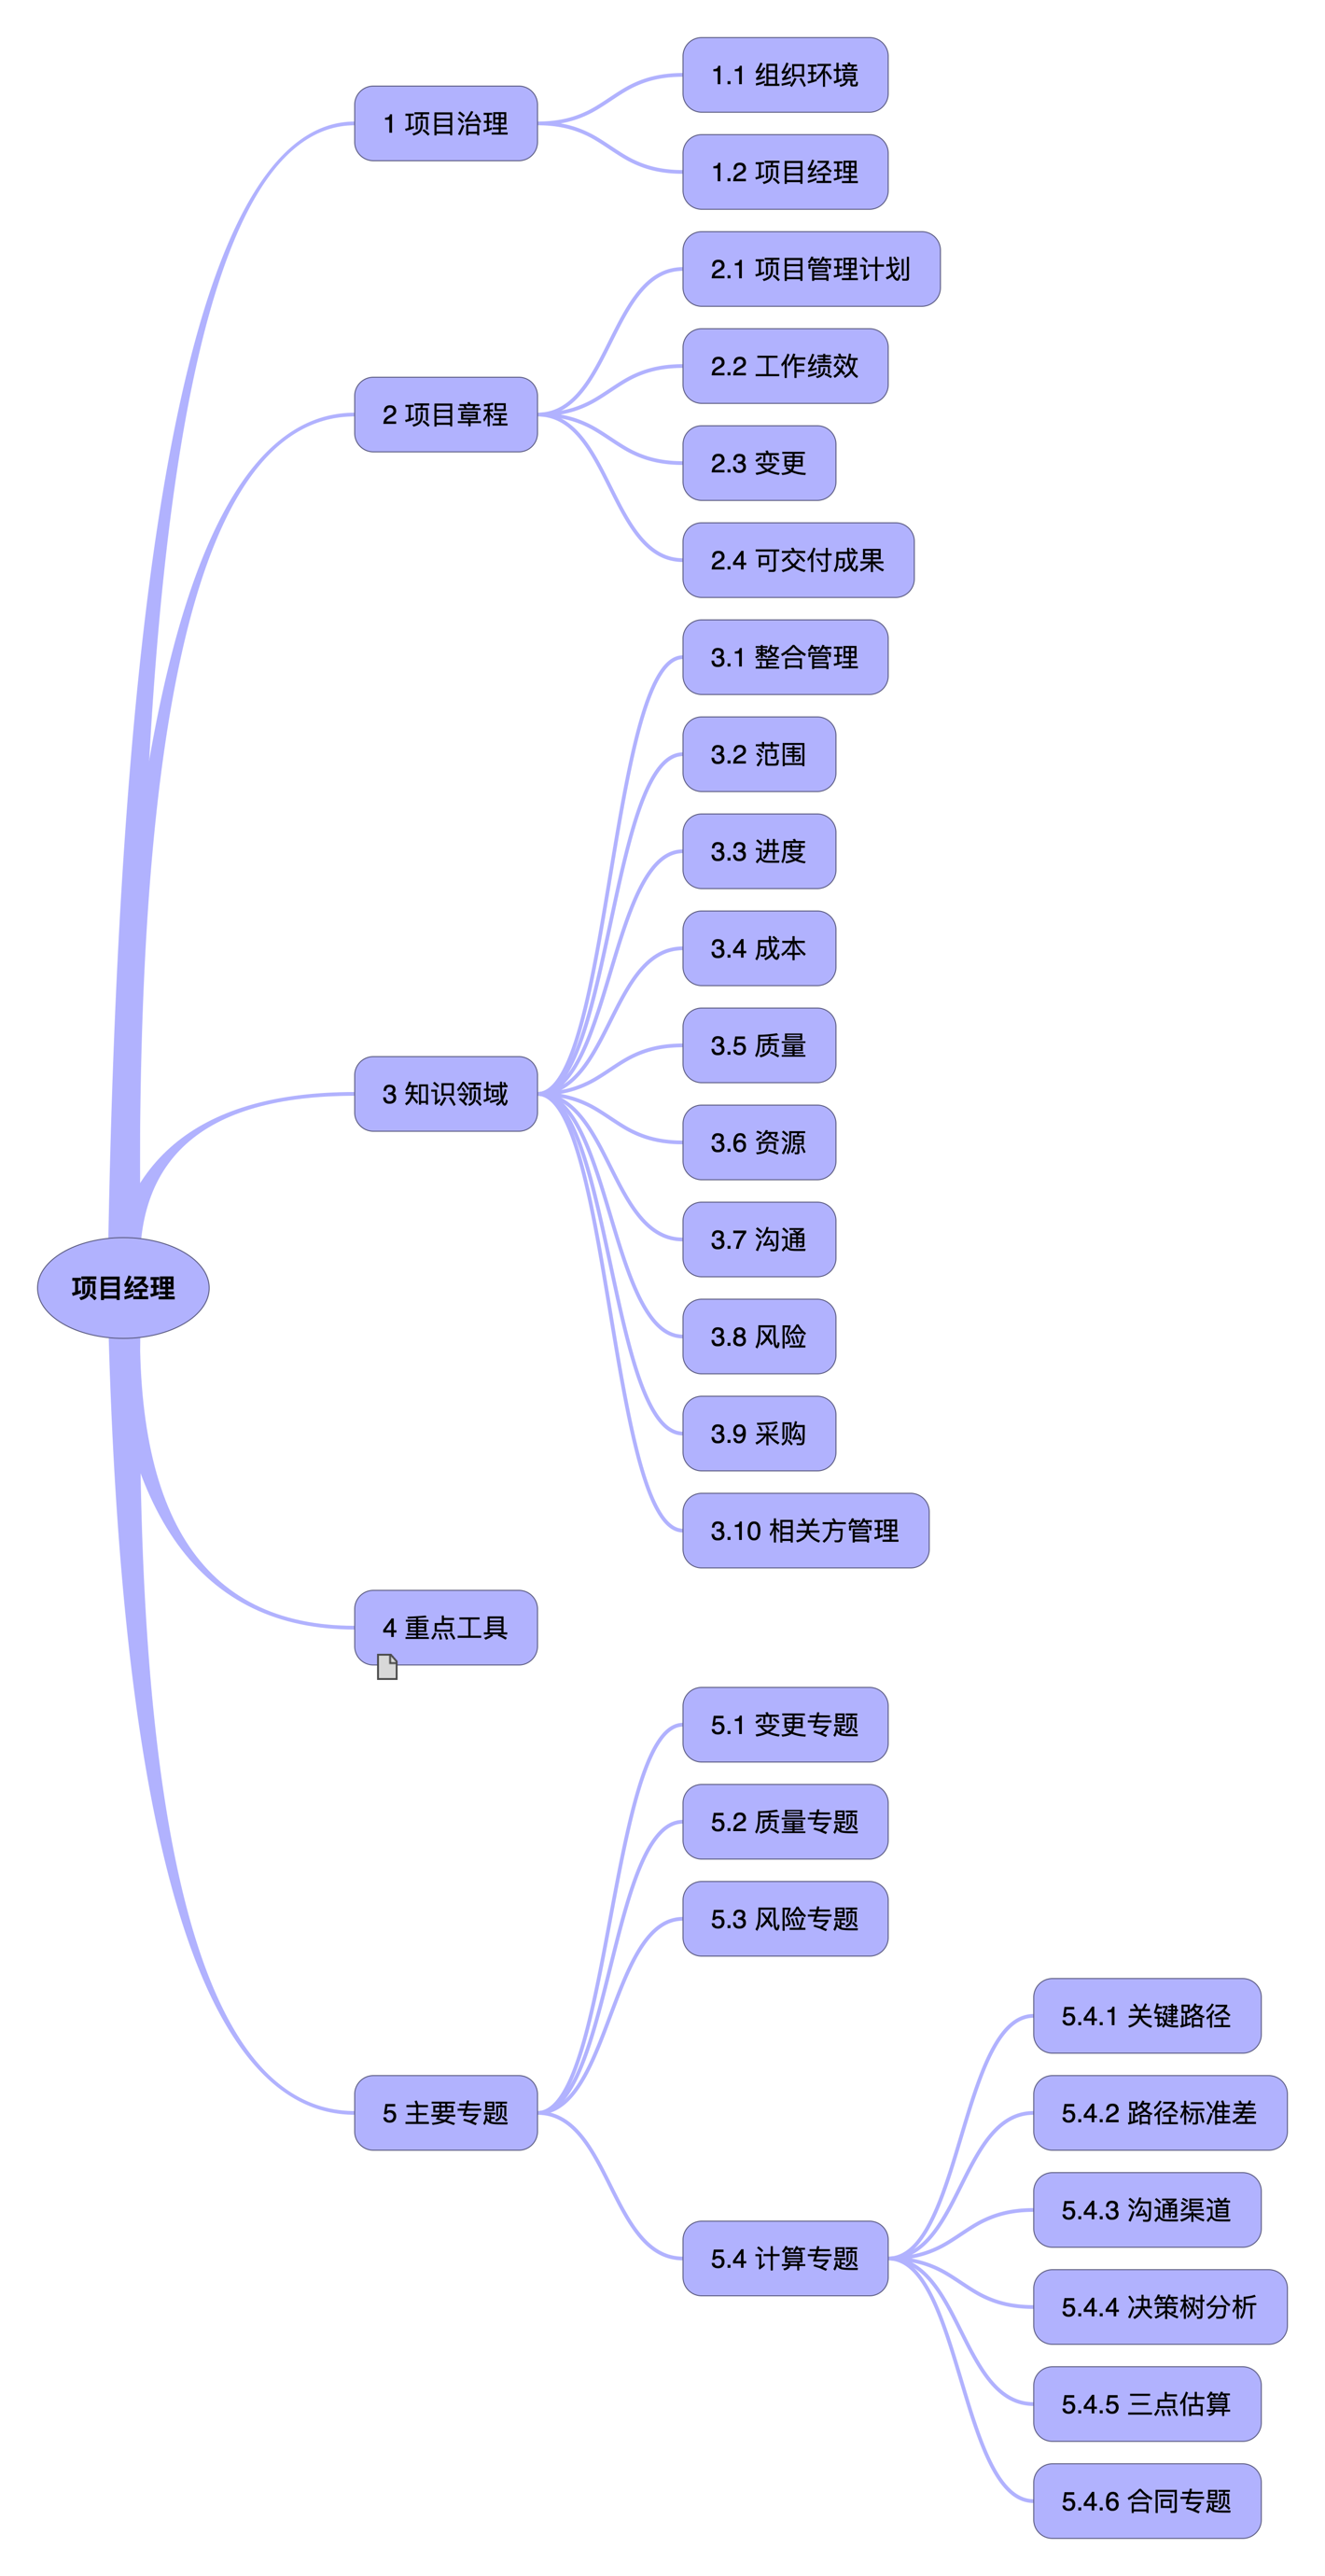 项目经理
1 项目治理
1.1 组织环境
1.2 项目经理
2 项目章程
2.1 项目管理计划
2.2 工作绩效
2.3 变更
2.4 可交付成果
3 知识领域
3.1 整合管理
3.2 范围
3.3 进度
3.4 成本
3.5 质量
3.6 资源
3.7 沟通
3.8 风险
3.9 采购
3.10 相关方管理
4 重点工具
5 主要专题
5.1 变更专题
5.2 质量专题
5.3 风险专题
5.4 计算专题
5.4.1 关键路径
5.4.2 路径标准差
5.4.3 沟通渠道
5.4.4 决策树分析
5.4.5 三点估算
5.4.6 合同专题